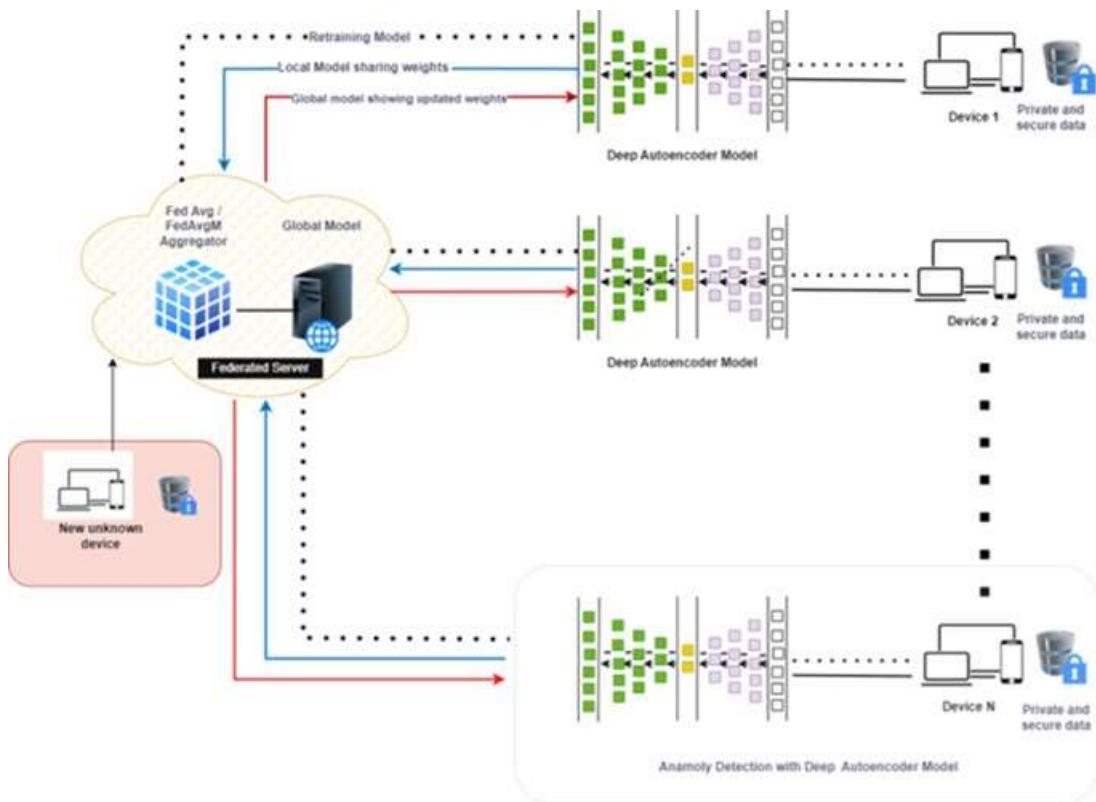 Retraining Model
Local Model sharing weights
Global model showing updated weights
Deep Autoencoder Model
Device 1
Private and
secure data
Fed Avg /
FedAvgM
Aggregator
Global Model
Federated Server
Deep Autoencoder Model
Device 2
Private and
secure data
New unknown
device
Device N
Private and
secure data
Anamoly Detection with Deep Autoencoder Model